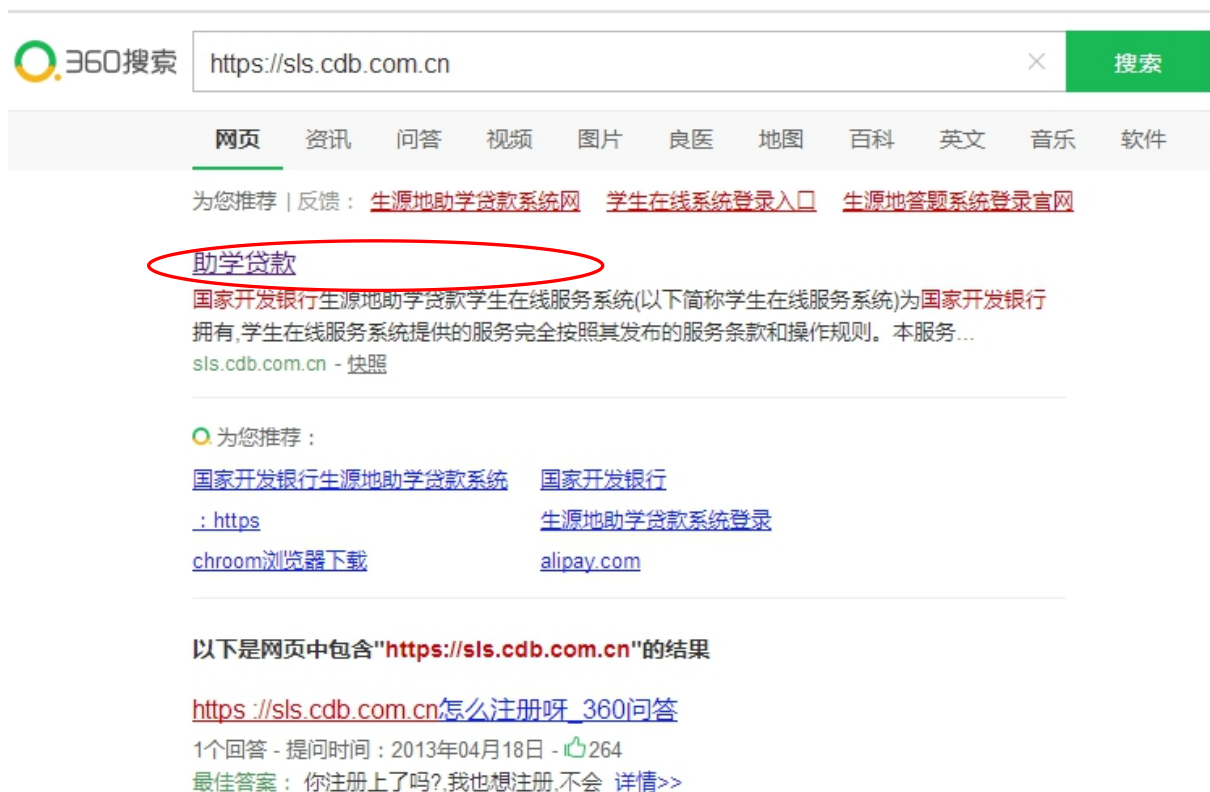 360搜索 https://sls.cdb.com.cn × 搜索
网页 资讯 问答 视频 图片 良医 地图 百科 英文 音乐 软件
为您推荐 | 反馈： 生源地助学贷款系统网 学生在线系统登录入口 生源地答题系统登录官网
助学贷款
国家开发银行生源地助学贷款学生在线服务系统(以下简称学生在线服务系统)为国家开发银行
拥有,学生在线服务系统提供的服务完全按照其发布的服务条款和操作规则。本服务...
sls.cdb.com.cn - 快照
为您推荐：
国家开发银行生源地助学贷款系统 国家开发银行
：https 生源地助学贷款系统登录
chroom浏览器下载 alipay.com
以下是网页中包含"https://sls.cdb.com.cn"的结果
https ://sls.cdb.com.cn怎么注册呀_360问答
1个回答 - 提问时间：2013年04月18日 - 264
最佳答案： 你注册上了吗?,我也想注册,不会 详情>>